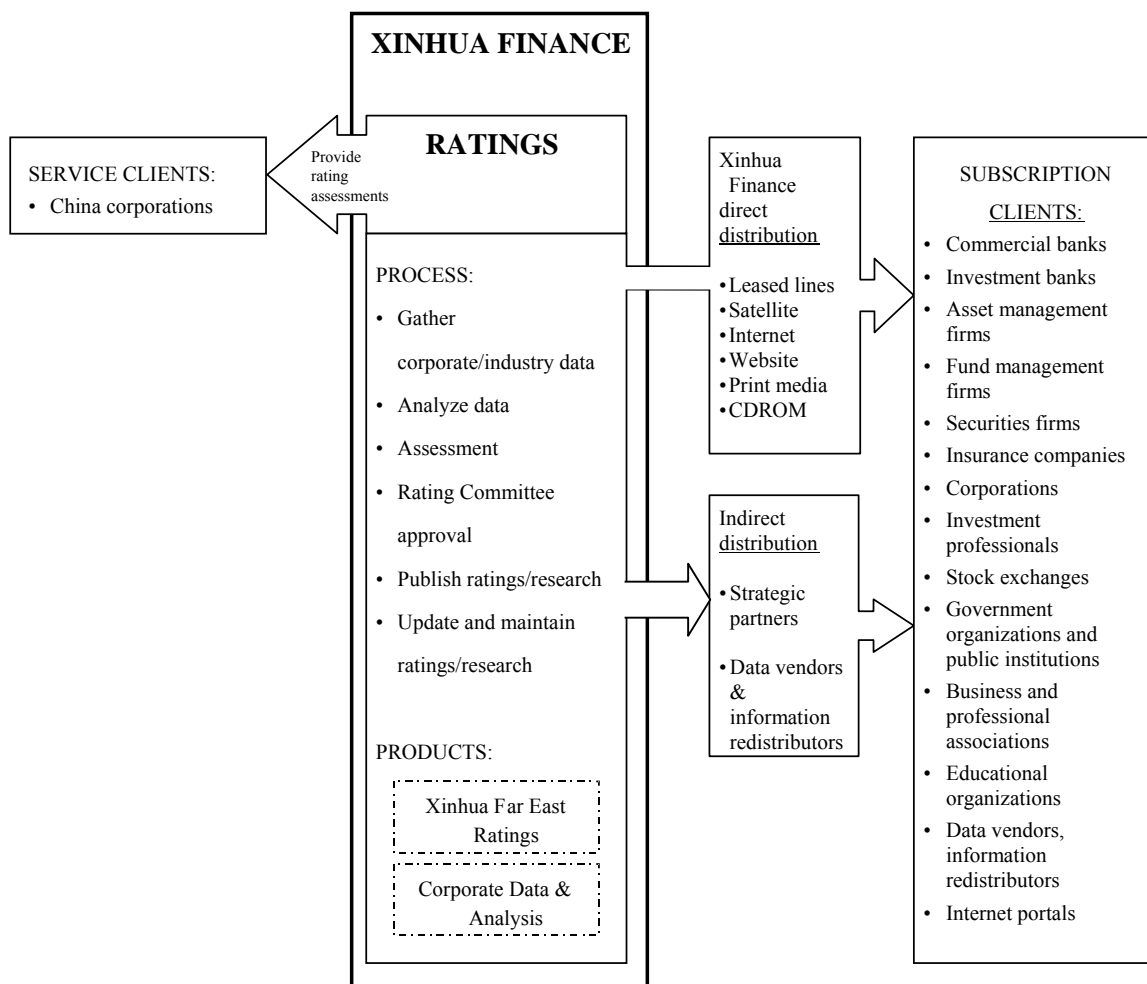 XINHUA FINANCE
SERVICE CLIENTS:
• China corporations
Provide
rating
assessments
RATINGS
PROCESS:
• Gather
corporate/industry data
• Analyze data
• Assessment
• Rating Committee
approval
• Publish ratings/research
• Update and maintain
ratings/research
PRODUCTS:
Xinhua Far East
Ratings
Corporate Data &
Analysis
Xinhua
Finance
direct
distribution
• Leased lines
• Satellite
• Internet
• Website
• Print media
• CDROM
Indirect
distribution
• Strategic
partners
• Data vendors
&
information
redistributors
SUBSCRIPTION
CLIENTS:
• Commercial banks
• Investment banks
• Asset management
firms
• Fund management
firms
• Securities firms
• Insurance companies
• Corporations
• Investment
professionals
• Stock exchanges
• Government
organizations and
public institutions
• Business and
professional
associations
• Educational
organizations
• Data vendors,
information
redistributors
• Internet portals